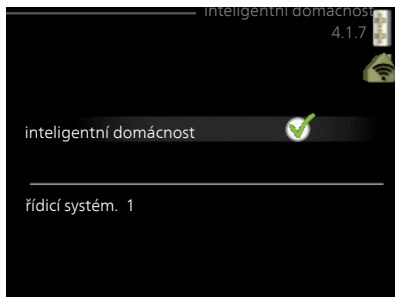 inteligentní domácnost
4.1.7
inteligentní domácnost
řídicí systém. 1